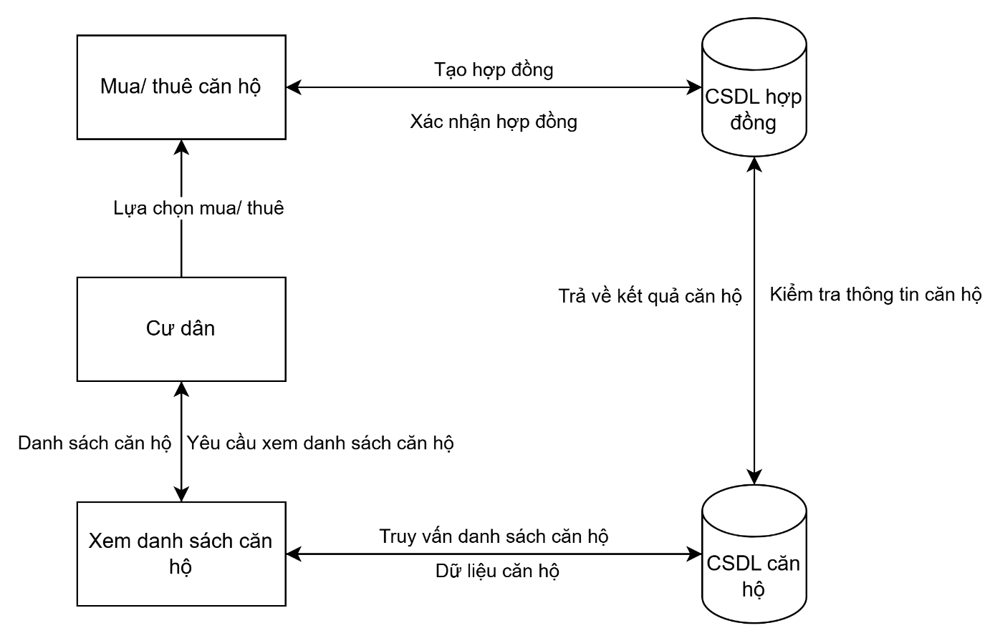 Mua/ thuê căn hộ
Tạo hợp đồng
Xác nhận hợp đồng
CSDL hợp
đồng
Lựa chọn mua/ thuê
Trả về kết quả căn hộ
Kiểm tra thông tin căn hộ
Cư dân
Danh sách căn hộ
Yêu cầu xem danh sách căn hộ
Xem danh sách căn
hộ
Truy vấn danh sách căn hộ
Dữ liệu căn hộ
CSDL căn
hộ